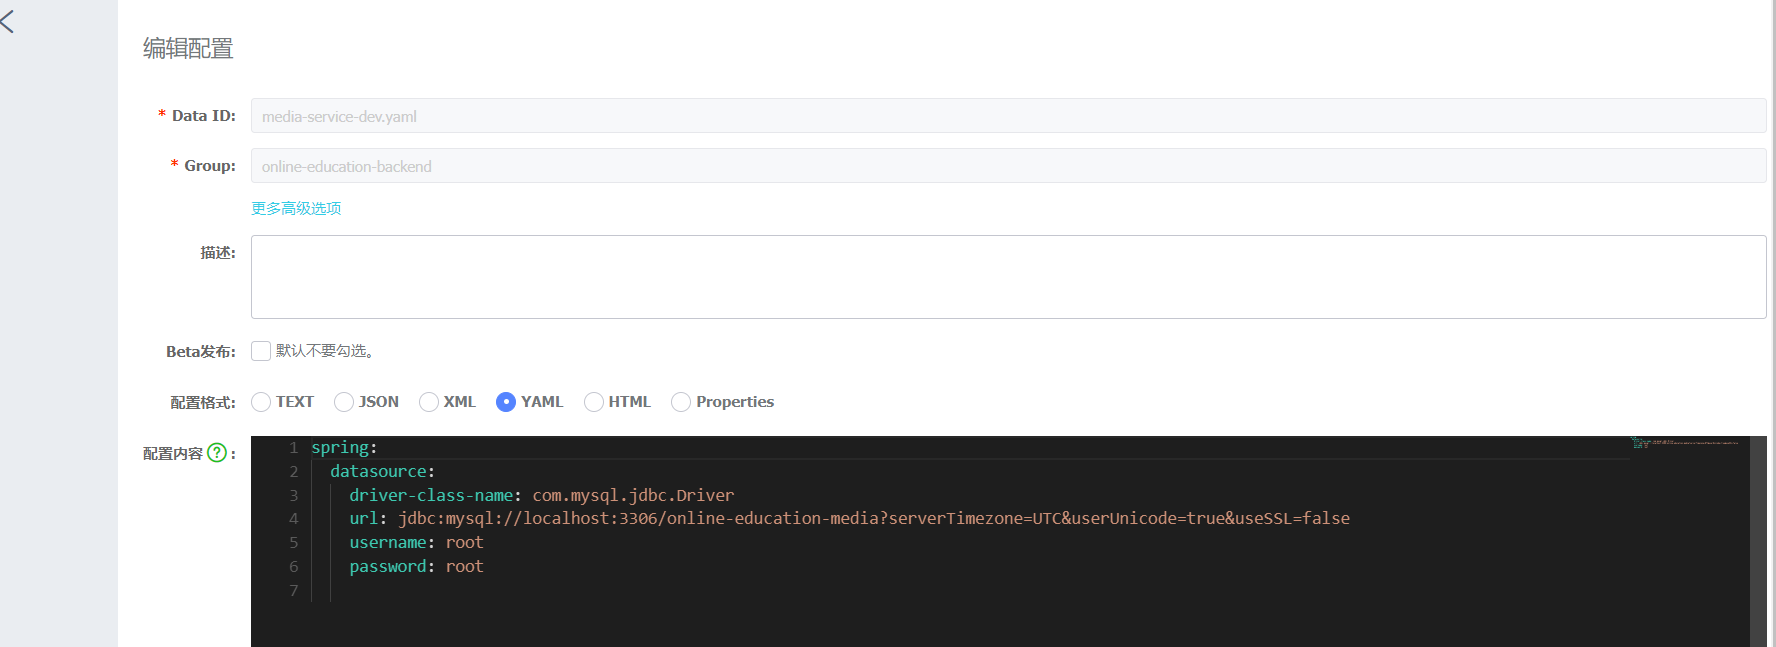 编辑配置
* Data ID: media-service-dev.yaml
* Group: online-education-backend
更多高级选项
描述:
Beta发布: 默认不要勾选。
配置格式: TEXT JSON XML YAML HTML Properties
配置内容 ? :
1 spring:
2 datasource:
3 driver-class-name: com.mysql.jdbc.Driver
4 url: jdbc:mysql://localhost:3306/online-education-media?serverTimezone=UTC&userUnicode=true&useSSL=false
5 username: root
6 password: root
7